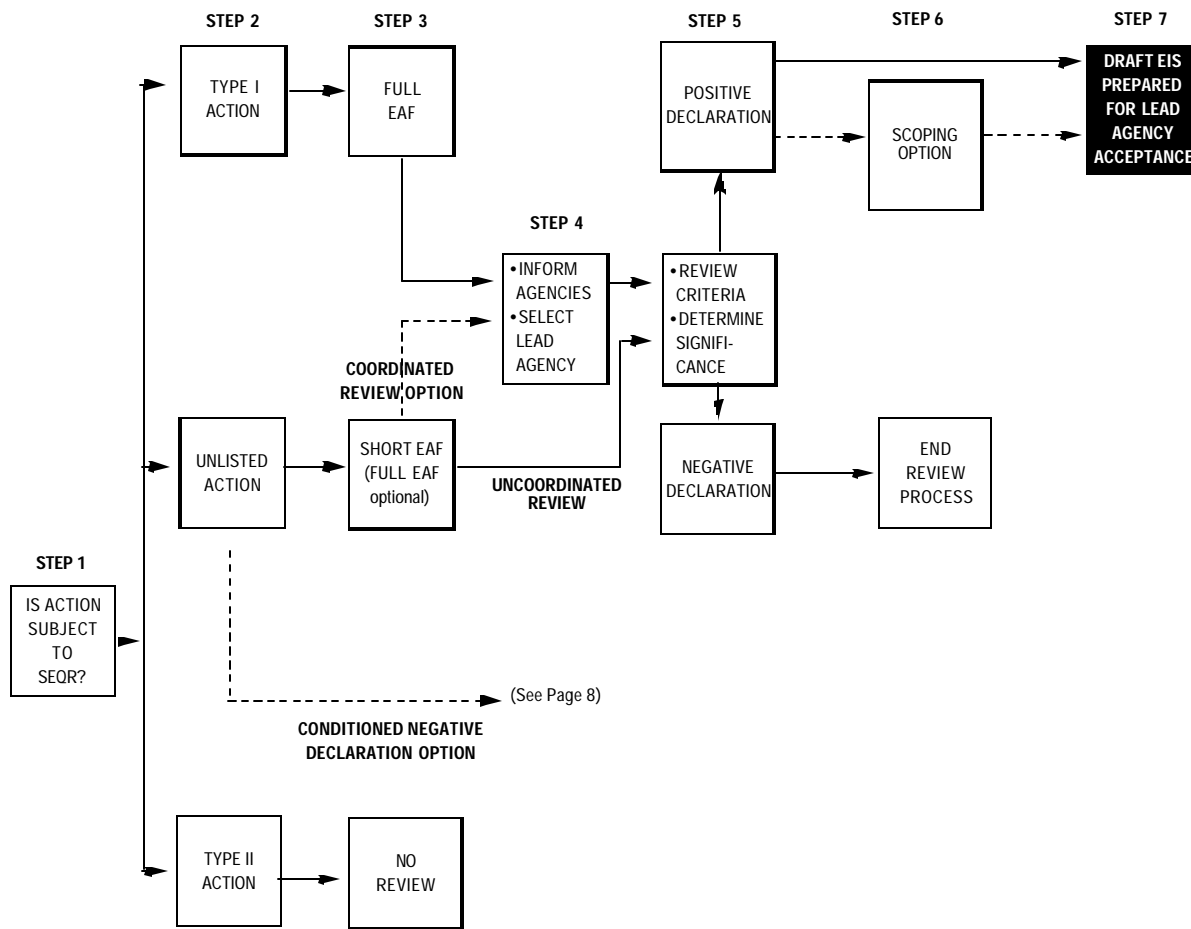 STEP 2
STEP 3
STEP 5
STEP 6
STEP 7
TYPE I
ACTION
FULL
EAF
POSITIVE
DECLARATION
SCOPING
OPTION
DRAFT EIS
PREPARED
FOR LEAD
AGENCY
ACCEPTANCE
STEP 4
•INFORM
AGENCIES
•SELECT
LEAD
AGENCY
•REVIEW
CRITERIA
•DETERMINE
SIGNIFI-
CANCE
COORDINATED
REVIEW OPTION
UNLISTED
ACTION
SHORT EAF
(FULL EAF
optional)
UNCOORDINATED
REVIEW
NEGATIVE
DECLARATION
END
REVIEW
PROCESS
STEP 1
IS ACTION
SUBJECT
TO
SEQR?
(See Page 8)
CONDITIONED NEGATIVE
DECLARATION OPTION
TYPE II
ACTION
NO
REVIEW